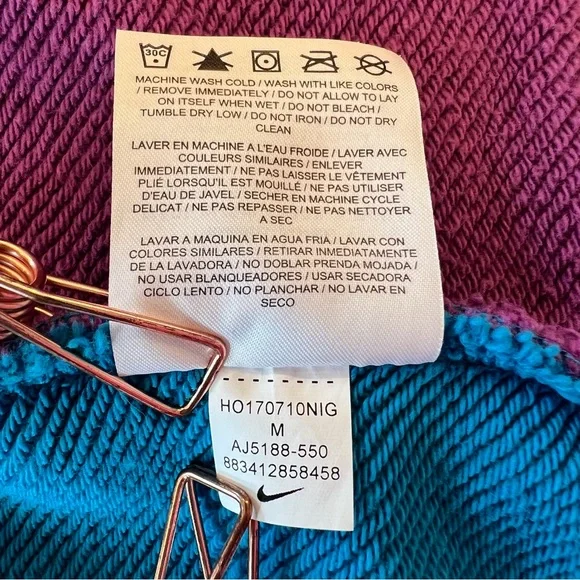 30C
MACHINE WASH COLD / WASH WITH LIKE COLORS
/ REMOVE IMMEDIATELY / DO NOT ALLOW TO LAY
ON ITSELF WHEN WET / DO NOT BLEACH /
TUMBLE DRY LOW / DO NOT IRON / DO NOT DRY
CLEAN
LAVER EN MACHINE A L'EAU FROIDE / LAVER AVEC
COULEURS SIMILAIRES / ENLEVER
IMMEDIATEMENT / NE PAS LAISSER LE VÊTEMENT
PLIÉ LORSQU'IL EST MOUILLÉ / NE PAS UTILISER
D'EAU DE JAVEL / SECHER EN MACHINE CYCLE
DELICAT / NE PAS REPASSER / NE PAS NETTOYER
A SEC
LAVAR A MAQUINA EN AGUA FRIA / LAVAR CON
COLORES SIMILARES / RETIRAR INMEDIATAMENTE
DE LA LAVADORA / NO DOBLAR PRENDA MOJADA /
NO USAR BLANQUEADORES / USAR SECADORA
CICLO LENTO / NO PLANCHAR / NO LAVAR EN
SECO
HO170710NIG
M
AJ5188-550
883412858458